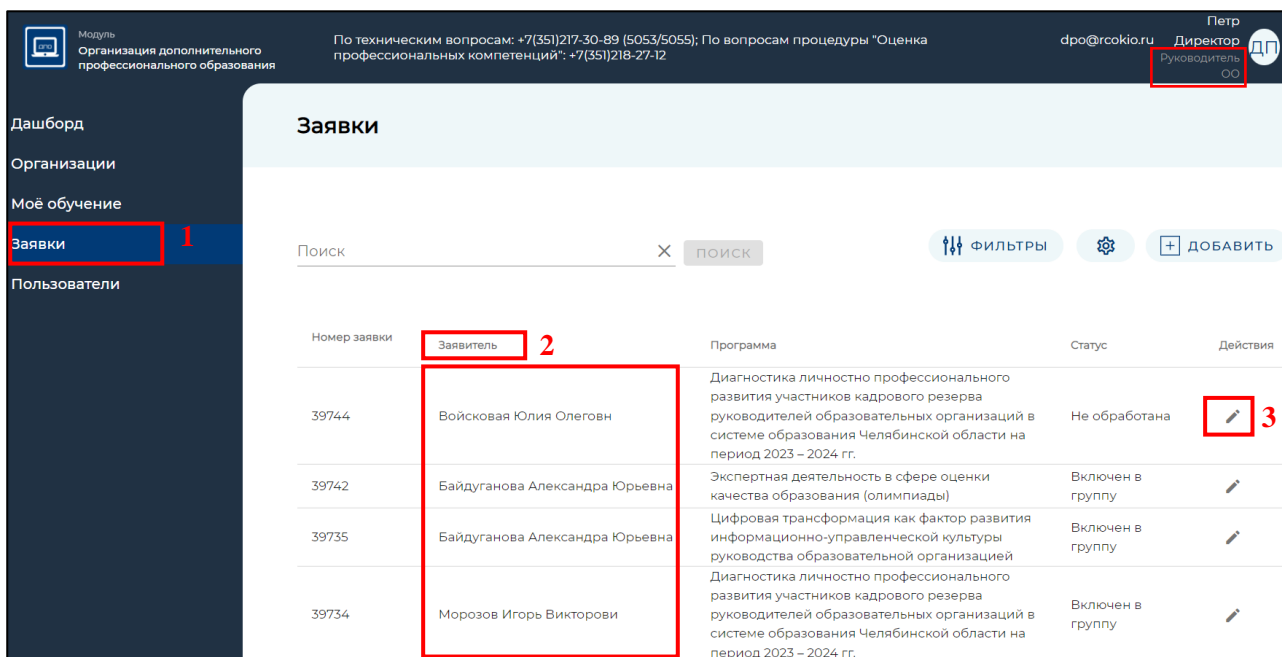 Модуль
Организация дополнительного
профессионального образования
dпо
По техническим вопросам: +7(351)217-30-89 (5053/5055); По вопросам процедуры "Оценка
профессиональных компетенций": +7(351)218-27-12
dpo@rcokio.ru
Петр
Директор
Руководитель
ОО
ДП
Дашборд
Организации
Моё обучение
Заявки
1
Пользователи
Заявки
Поиск
ПОИСК
ФИЛЬТРЫ
ДОБАВИТЬ
Номер заявки
Заявитель
2
Программа
Статус
Действия
39744
Войсковая Юлия Олеговн
Диагностика личностно профессионального
развития участников кадрового резерва
руководителей образовательных организаций в
системе образования Челябинской области на
период 2023 – 2024 гг.
Не обработана
3
39742
Байдуганова Александра Юрьевна
Экспертная деятельность в сфере оценки
качества образования (олимпиады)
Включен в
группу
39735
Байдуганова Александра Юрьевна
Цифровая трансформация как фактор развития
информационно-управленческой культуры
руководства образовательной организацией
Включен в
группу
39734
Морозов Игорь Викторови
Диагностика личностно профессионального
развития участников кадрового резерва
руководителей образовательных организаций в
системе образования Челябинской области на
период 2023 – 2024 гг.
Включен в
группу